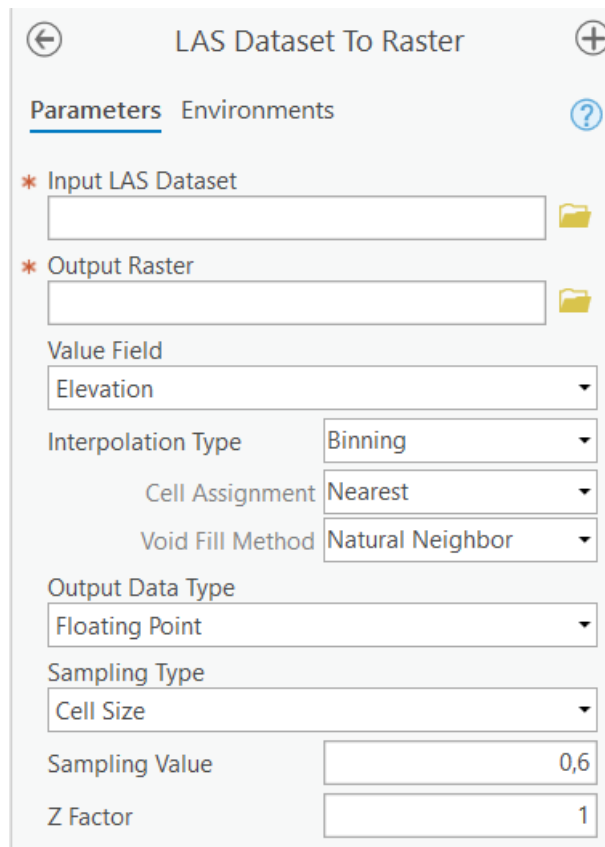 LAS Dataset To Raster
Parameters Environments ?
* Input LAS Dataset
* Output Raster
Value Field
Elevation
Interpolation Type Binning
Cell Assignment Nearest
Void Fill Method Natural Neighbor
Output Data Type
Floating Point
Sampling Type
Cell Size
Sampling Value 0,6
Z Factor 1